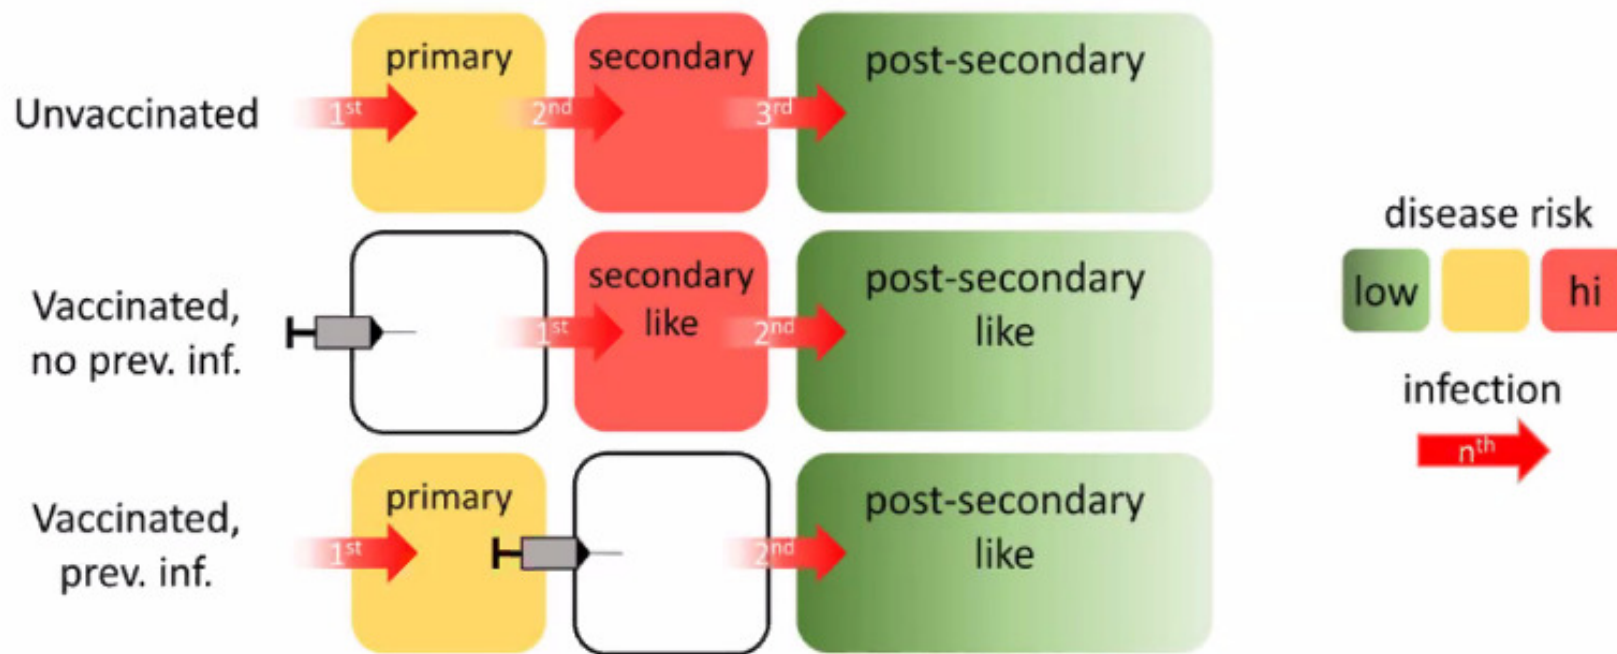 primary
secondary
post-secondary
Unvaccinated
1st
2nd
3rd
Vaccinated,
no prev. inf.
secondary
like
post-secondary
like
1st
2nd
Vaccinated,
prev. inf.
primary
post-secondary
like
1st
2nd
disease risk
low
hi
infection
nth